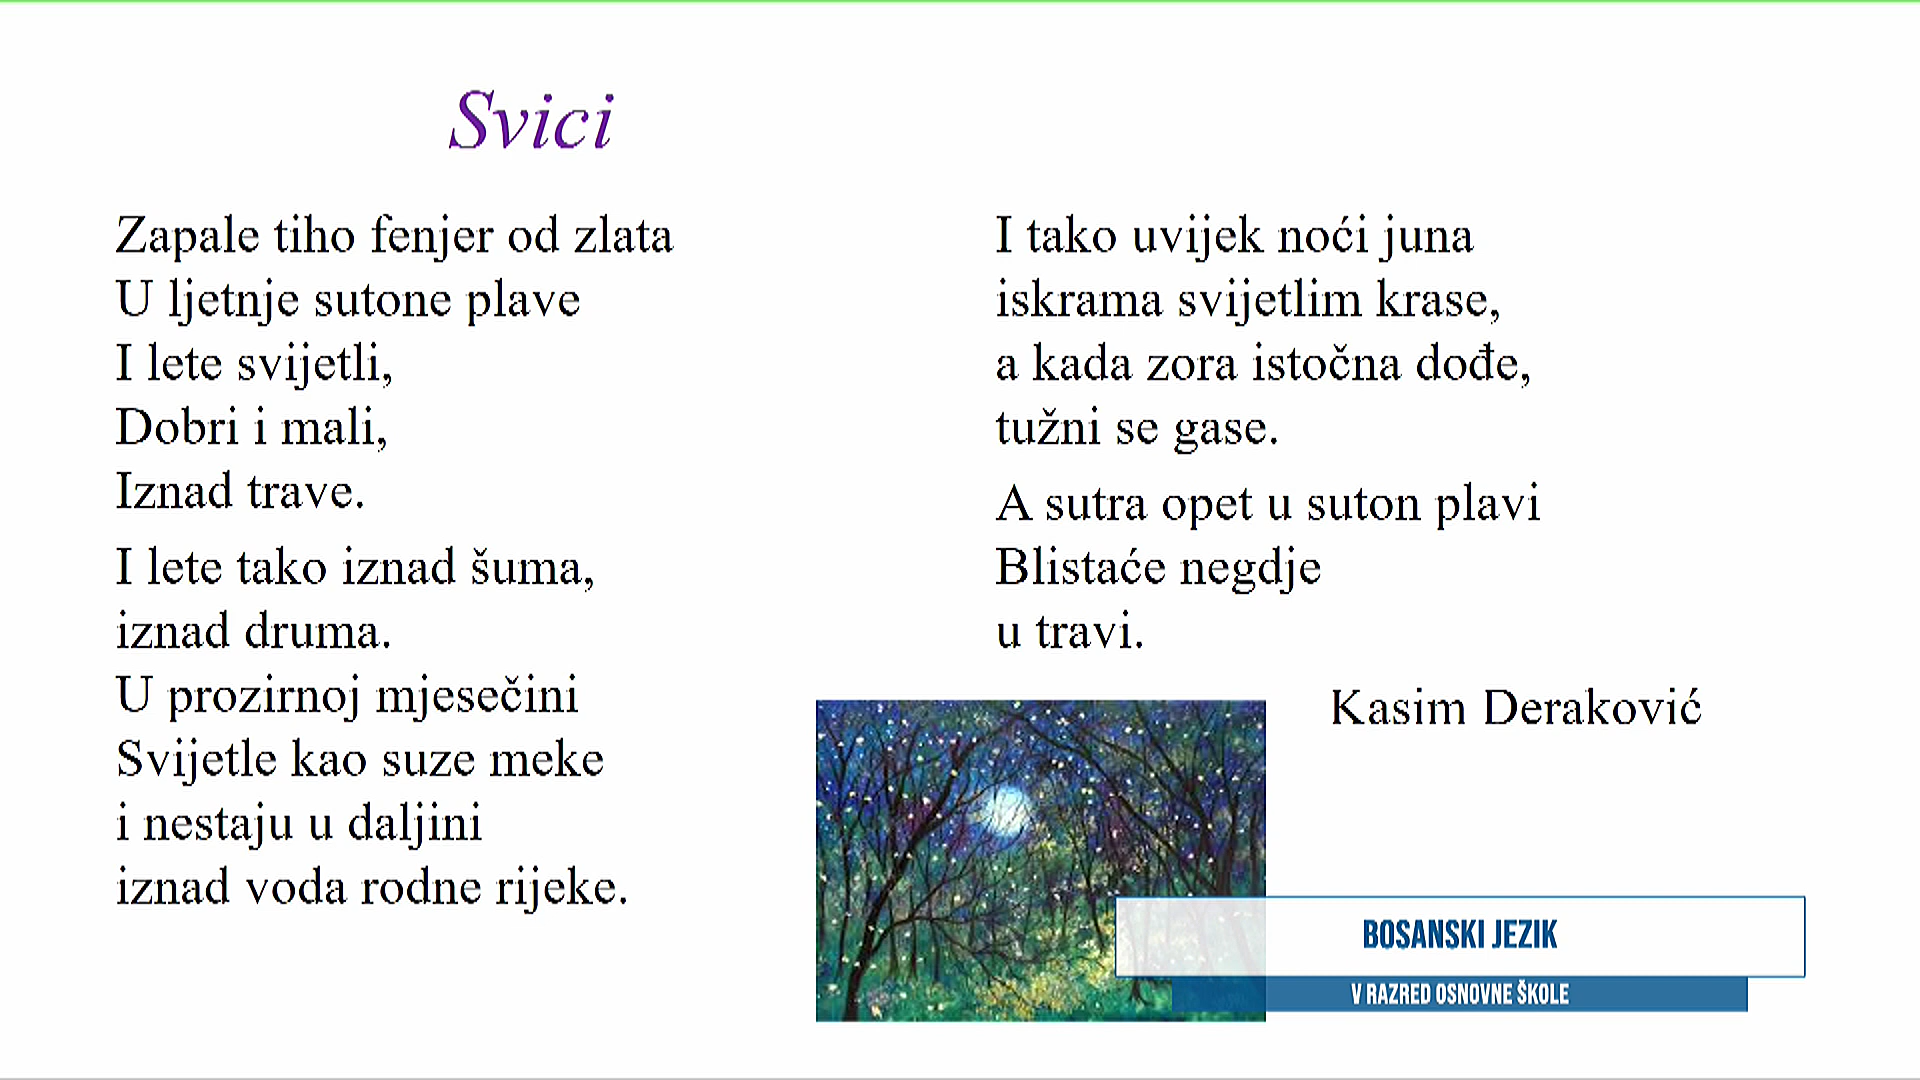 Svici
Zapale tiho fenjer od zlata
U ljetnje sutone plave
I lete svijetli,
Dobri i mali,
Iznad trave.
I lete tako iznad šuma,
iznad druma.
U prozirnoj mjesečini
Svijetle kao suze meke
i nestaju u daljini
iznad voda rodne rijeke.
I tako uvijek noći juna
iskrama svijetlim krase,
a kada zora istočna dođe,
tužni se gase.
A sutra opet u suton plavi
Blistaće negdje
u travi.
Kasim Deraković
BOSANSKI JEZIK
V RAZRED OSNOVNE ŠKOLE